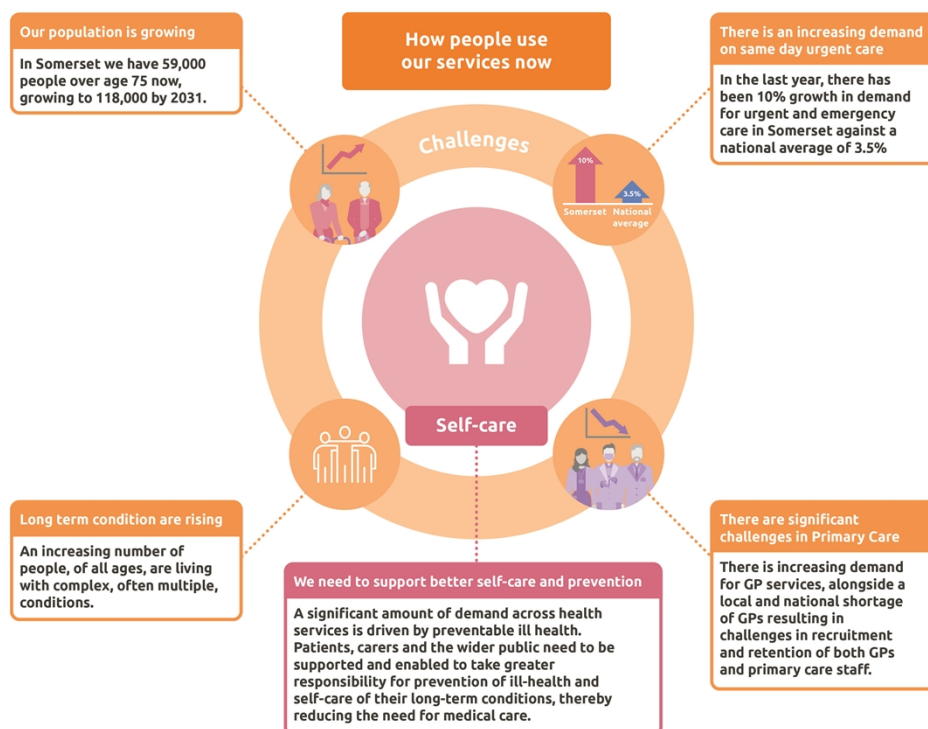 Our population is growing
In Somerset we have 59,000
people over age 75 now,
growing to 118,000 by 2031.
How people use
our services now
There is an increasing demand
on same day urgent care
In the last year, there has
been 10% growth in demand
for urgent and emergency
care in Somerset against a
national average of 3.5%
Challenges
10%
3.5%
Somerset
National
average
Self-care
Long term condition are rising
An increasing number of
people, of all ages, are living
with complex, often multiple,
conditions.
We need to support better self-care and prevention
A significant amount of demand across health
services is driven by preventable ill health.
Patients, carers and the wider public need to be
supported and enabled to take greater
responsibility for prevention of ill-health and
self-care of their long-term conditions, thereby
reducing the need for medical care.
There are significant
challenges in Primary Care
There is increasing demand
for GP services, alongside a
local and national shortage
of GPs resulting in
challenges in recruitment
and retention of both GPs
and primary care staff.